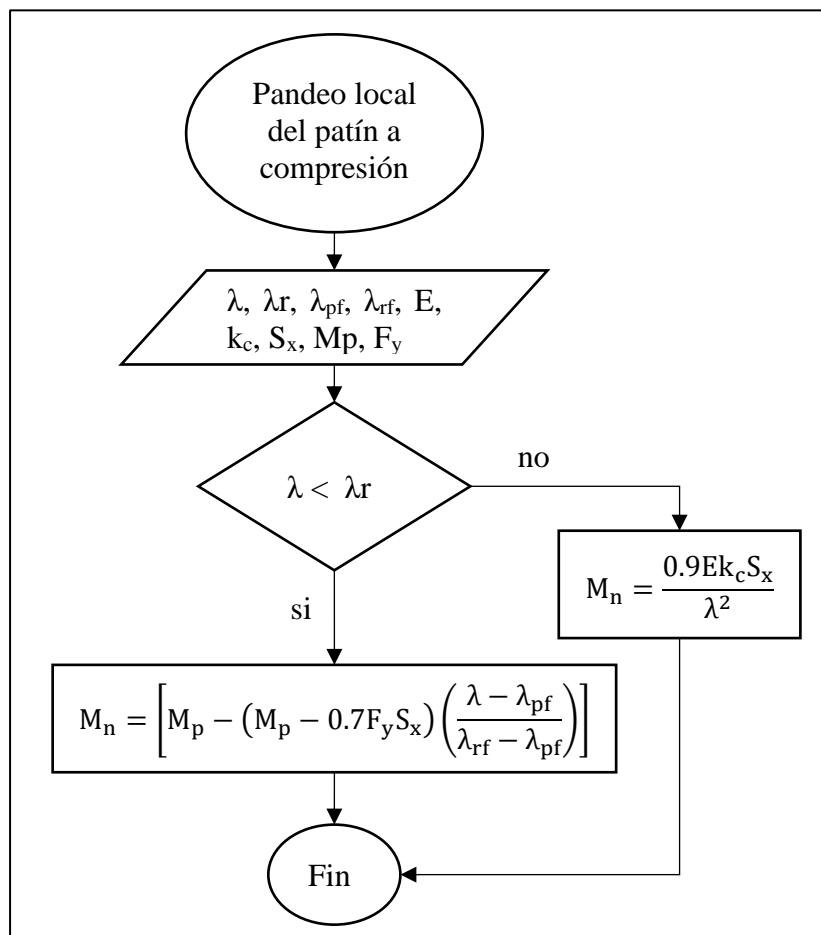 Pandeo local
del patín a
compresión
λ, λr, λpf, λrf, E,
kc, Sx, Mp, Fy
λ < λr
no
Mn = 0.9EkcSx / λ²
si
Mn = [Mp − (Mp − 0.7FySx) (λ − λpf / λrf − λpf)]
Fin